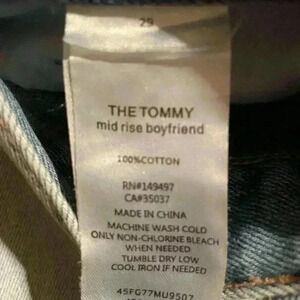 29
THE TOMMY
mid rise boyfriend
100%COTTON
RN#149497
CA#35037
MADE IN CHINA
MACHINE WASH COLD
ONLY NON-CHLORINE BLEACH
WHEN NEEDED
TUMBLE DRY LOW
COOL IRON IF NEEDED
45FG77MU9507